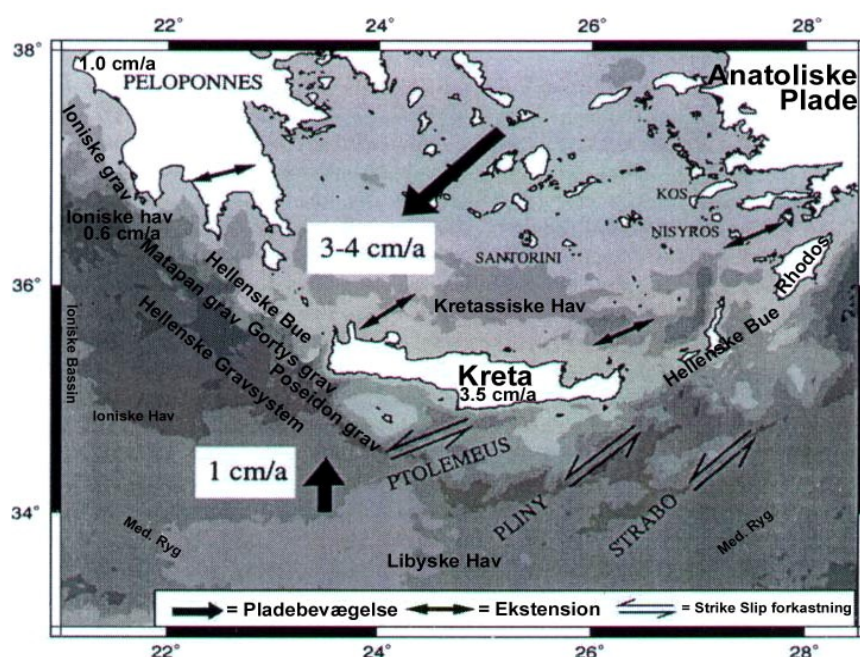 22° 24° 26° 28°
38°
1.0 cm/a
PELOPONNES
Anatoliske
Plade
Ioniske grav
Ioniske hav
0.6 cm/a
3-4 cm/a
KOS
NISYROS
SANTORINI
Rhodos
36°
Matapan grav
Hellenske Bue
Kretassiske Hav
Hellenske Bue
Ioniske Bassin
Hellenske Gravsystem
Gortys grav
Poseidon grav
Kreta
3.5 cm/a
Ioniske Hav
1 cm/a
PTOLEMEUS
PLINY
STRABO
34°
Med. Ryg
Med. Ryg
Libyske Hav
= Pladebevægelse = Ekstension = Strike Slip forkastning
22° 24° 26° 28°